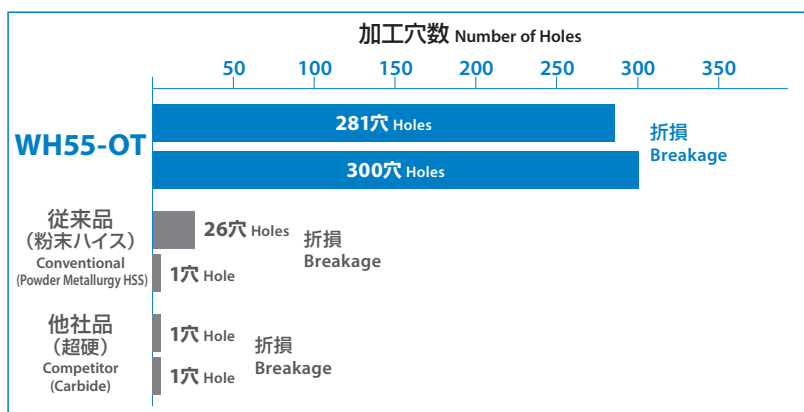 加工穴数 Number of Holes
50 100 150 200 250 300 350
WH55-OT
281穴 Holes
300穴 Holes
折損
Breakage
従来品
（粉末ハイス）
Conventional
(Powder Metallurgy HSS)
26穴 Holes
1穴 Hole
折損
Breakage
他社品
（超硬）
Competitor
(Carbide)
1穴 Hole
1穴 Hole
折損
Breakage